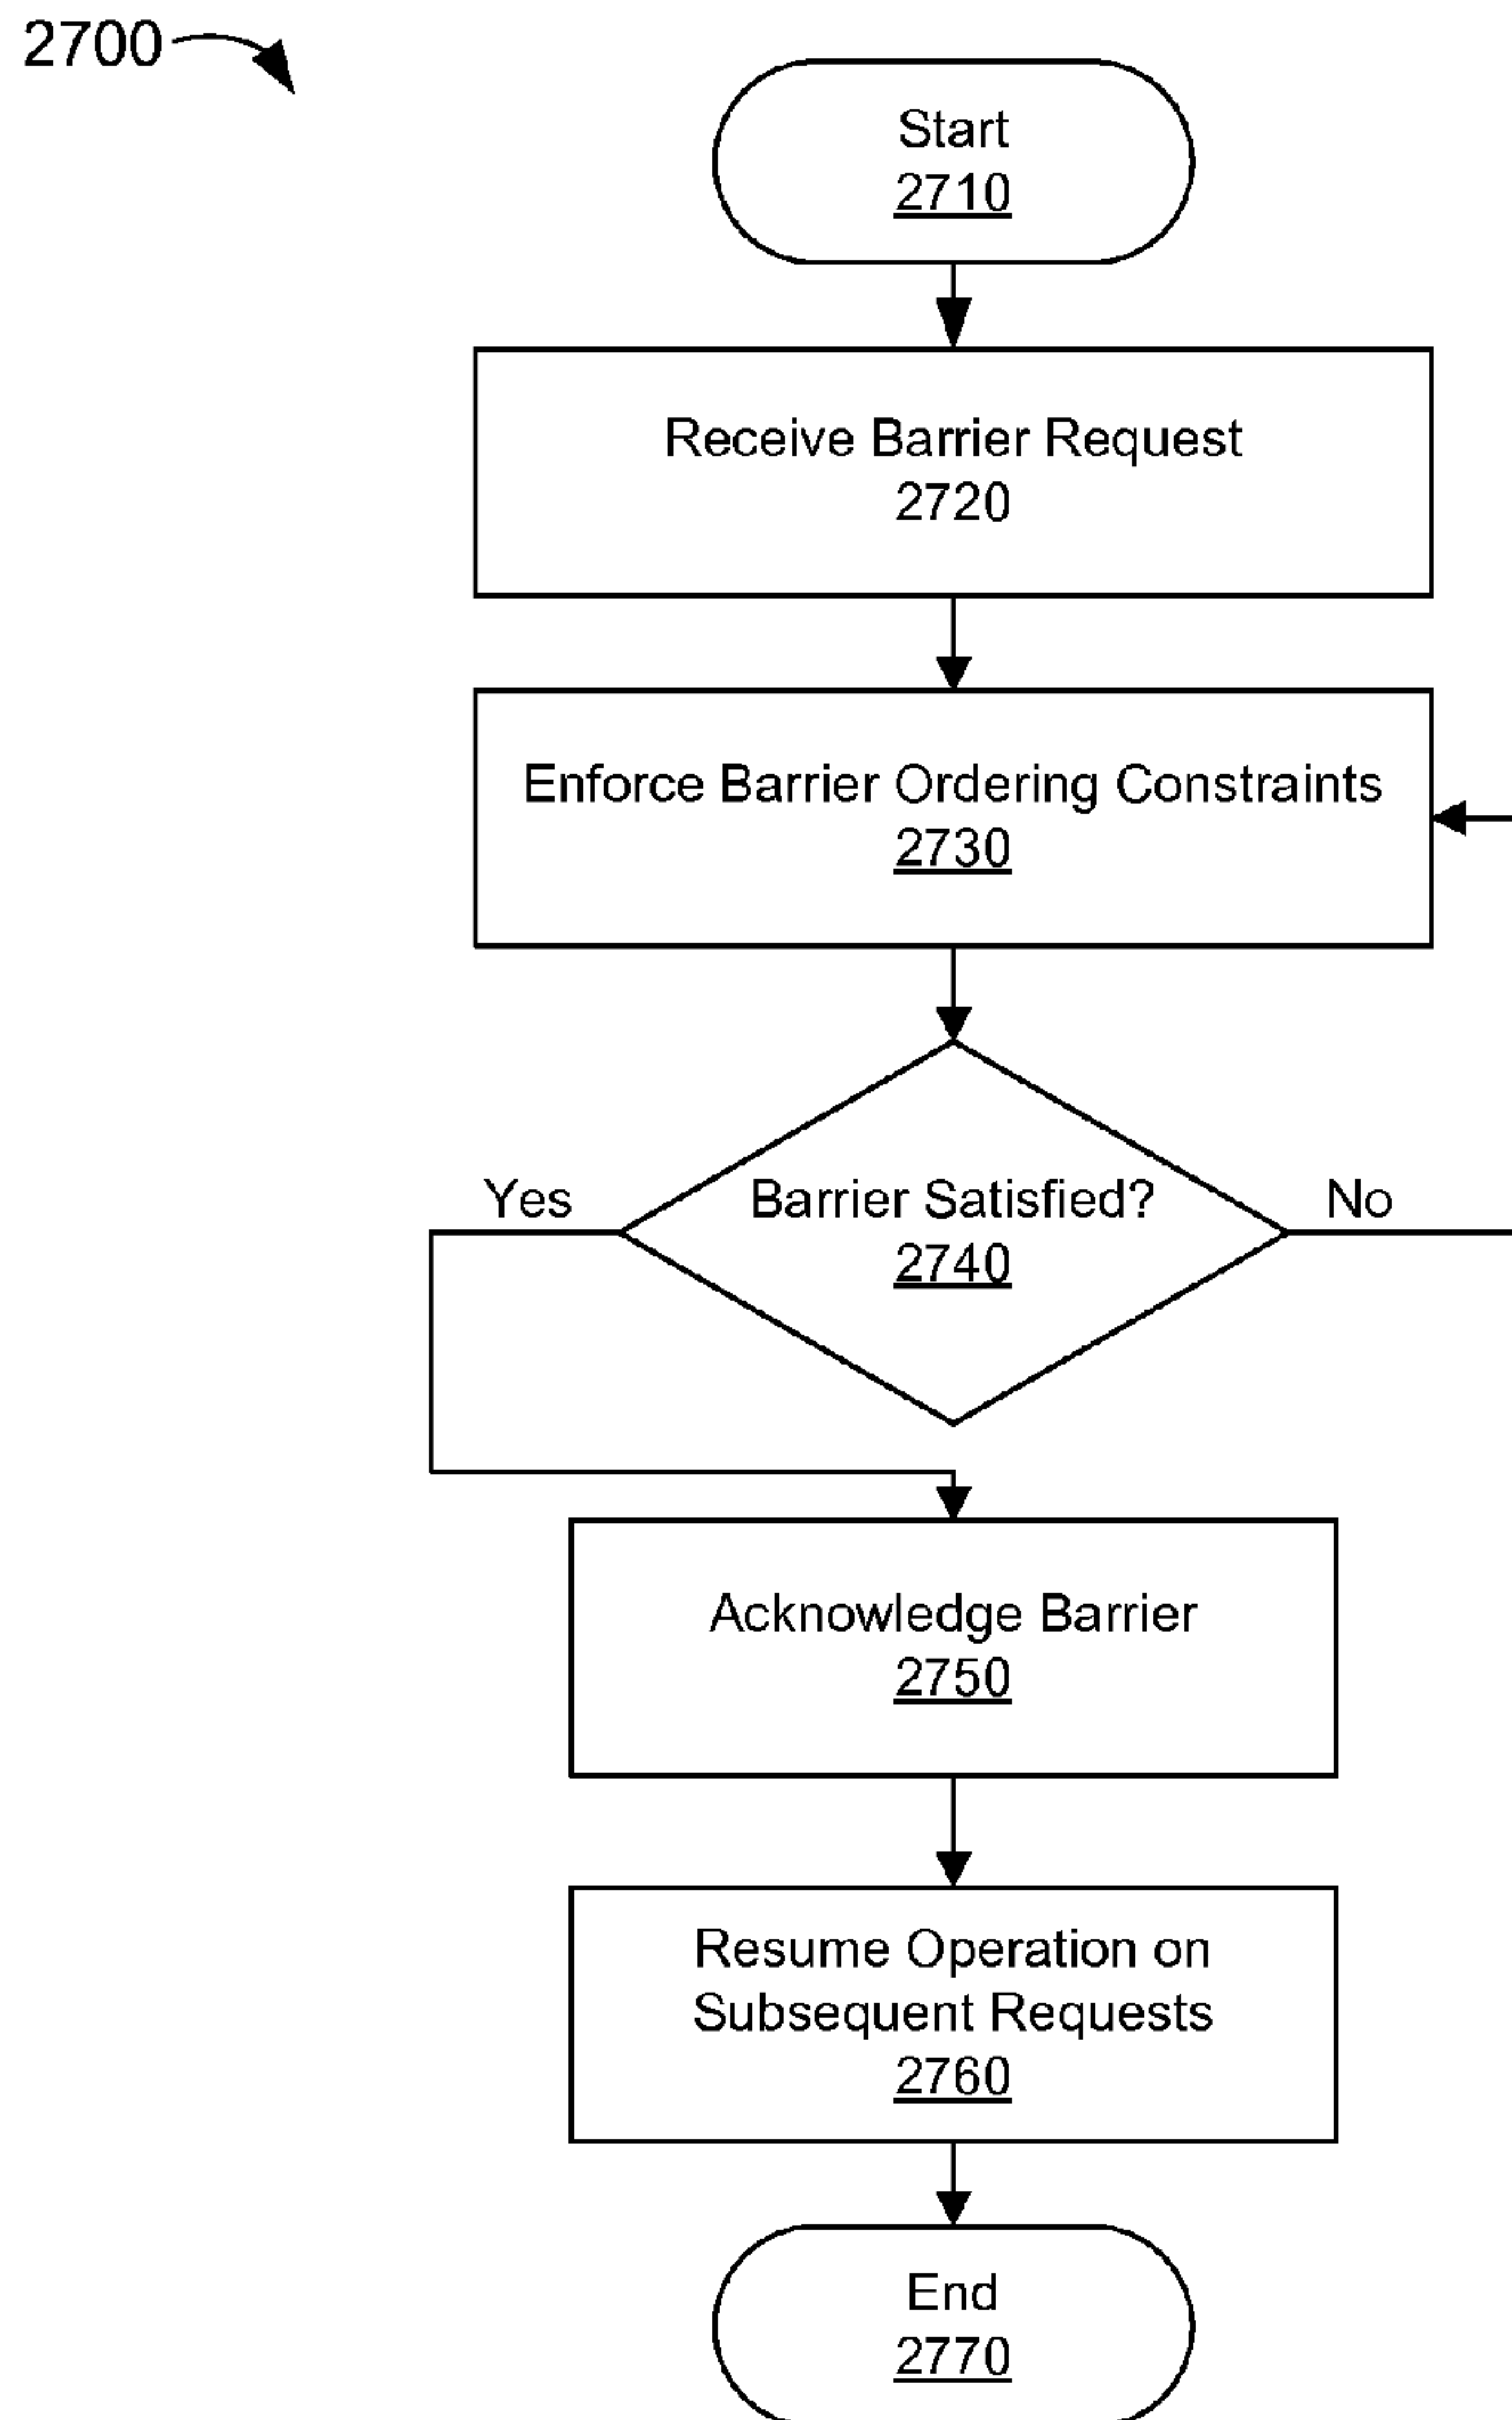 2700
Start
2710
Receive Barrier Request
2720
Enforce Barrier Ordering Constraints
2730
Barrier Satisfied?
2740
Yes
No
Acknowledge Barrier
2750
Resume Operation on
Subsequent Requests
2760
End
2770